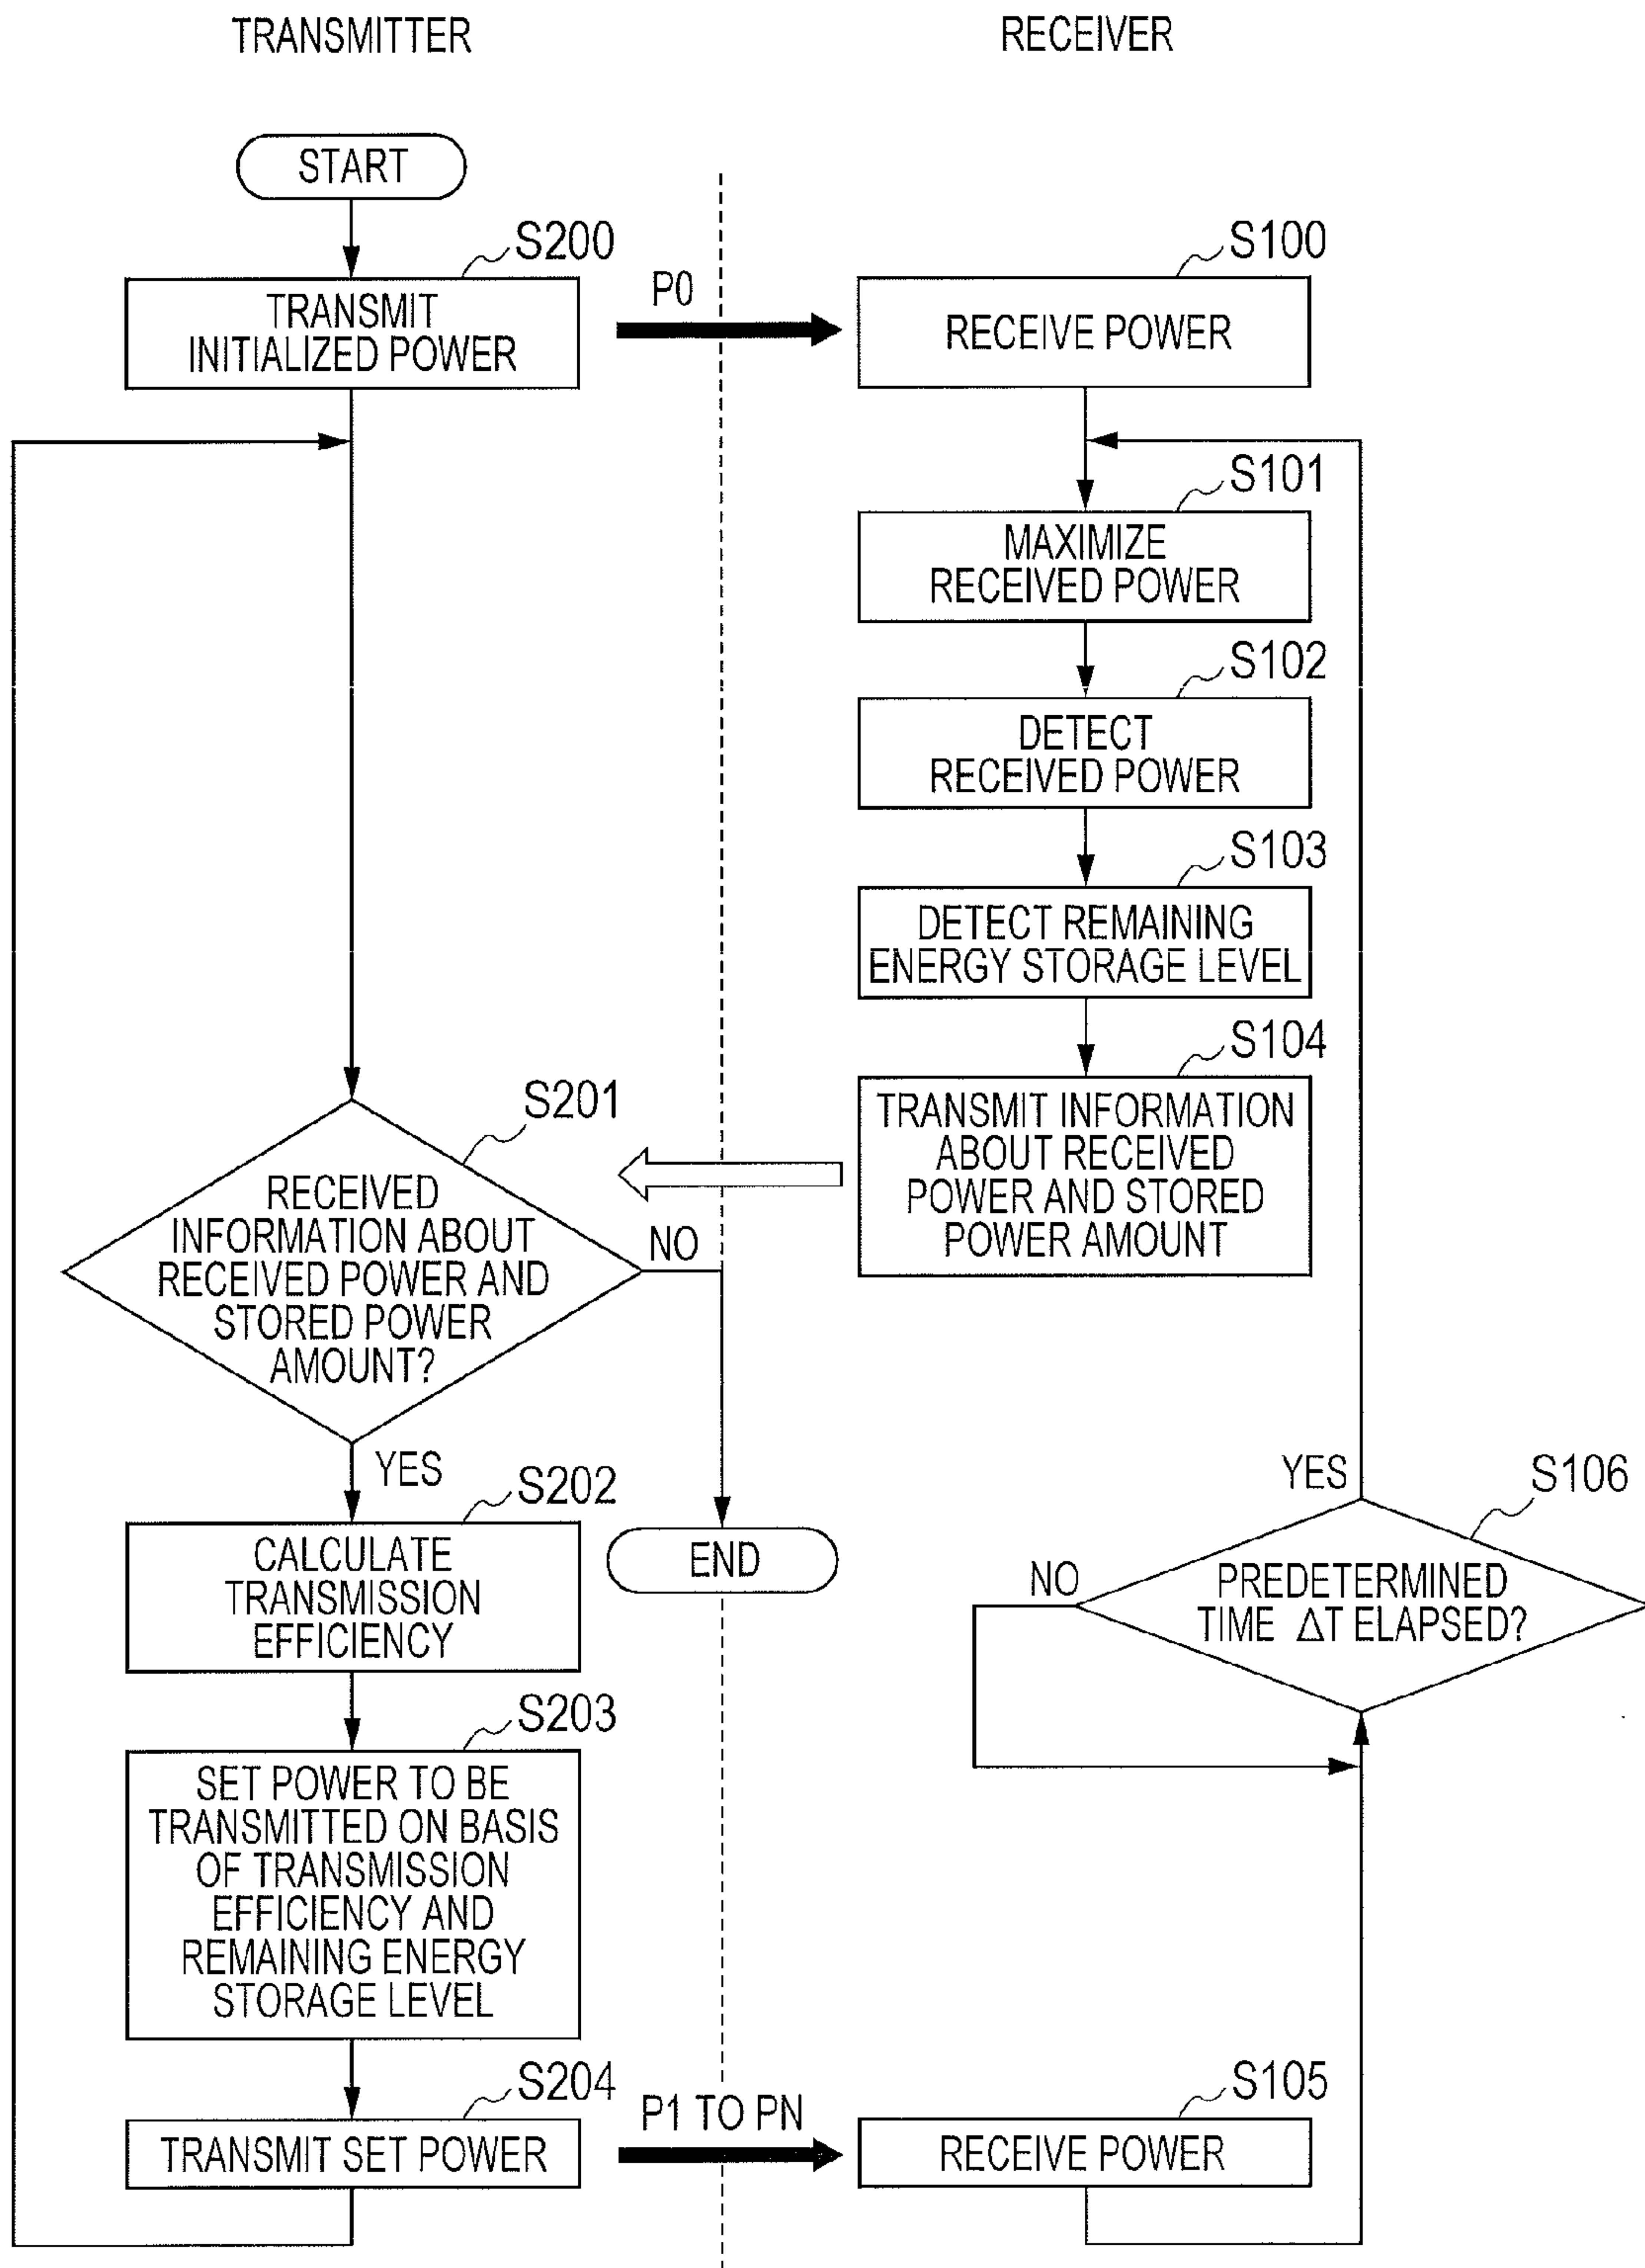 TRANSMITTER
RECEIVER
START
S200
TRANSMIT
INITIALIZED POWER
P0
S100
RECEIVE POWER
S101
MAXIMIZE
RECEIVED POWER
S102
DETECT
RECEIVED POWER
S103
DETECT REMAINING
ENERGY STORAGE LEVEL
S104
TRANSMIT INFORMATION
ABOUT RECEIVED
POWER AND STORED
POWER AMOUNT
S201
RECEIVED
INFORMATION ABOUT
RECEIVED POWER AND
STORED POWER
AMOUNT?
NO
YES
END
S202
CALCULATE
TRANSMISSION
EFFICIENCY
S203
SET POWER TO BE
TRANSMITTED ON BASIS
OF TRANSMISSION
EFFICIENCY AND
REMAINING ENERGY
STORAGE LEVEL
S204
TRANSMIT SET POWER
P1 TO PN
S105
RECEIVE POWER
S106
PREDETERMINED
TIME ΔT ELAPSED?
YES
NO